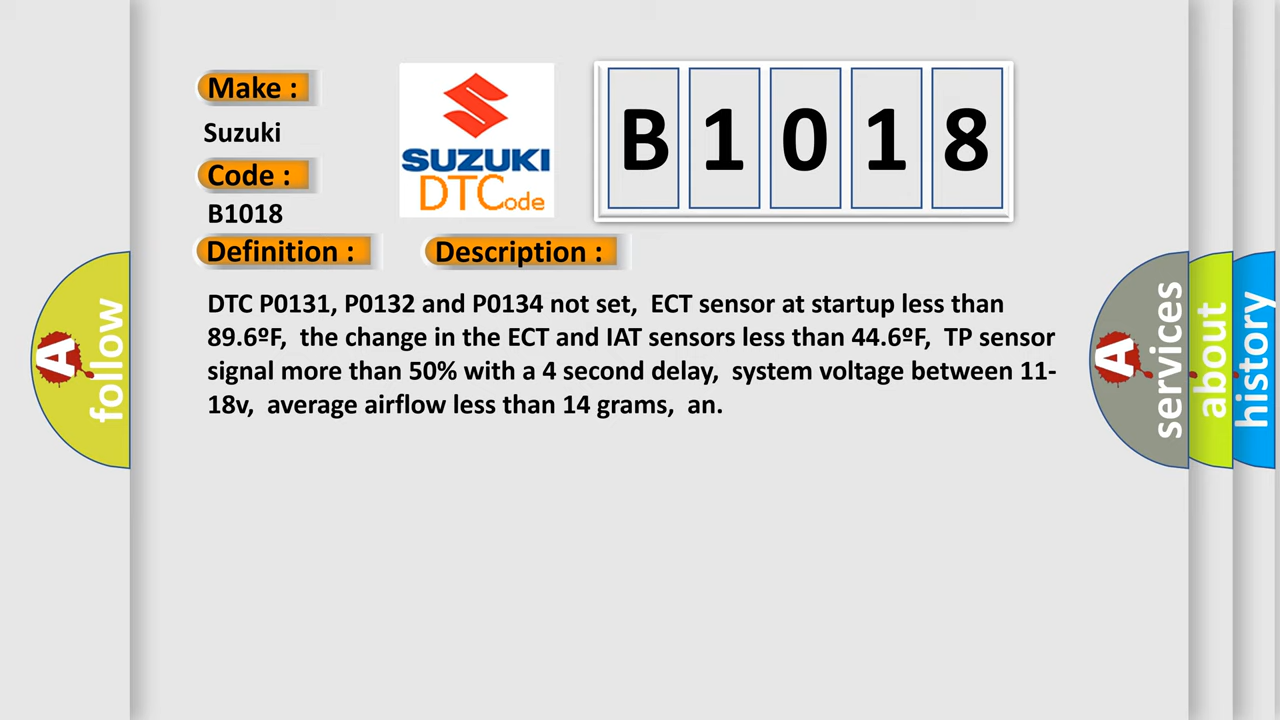 Make :
Suzuki
Code :
B1018
Definition :
Description :
SUZUKI
DTCode
B1018
DTC P0131, P0132 and P0134 not set,  ECT sensor at startup less than
89.6ºF,  the change in the ECT and IAT sensors less than 44.6ºF,  TP sensor
signal more than 50% with a 4 second delay,  system voltage between 11-
18v,  average airflow less than 14 grams,  an.
A follow
A services
about
history